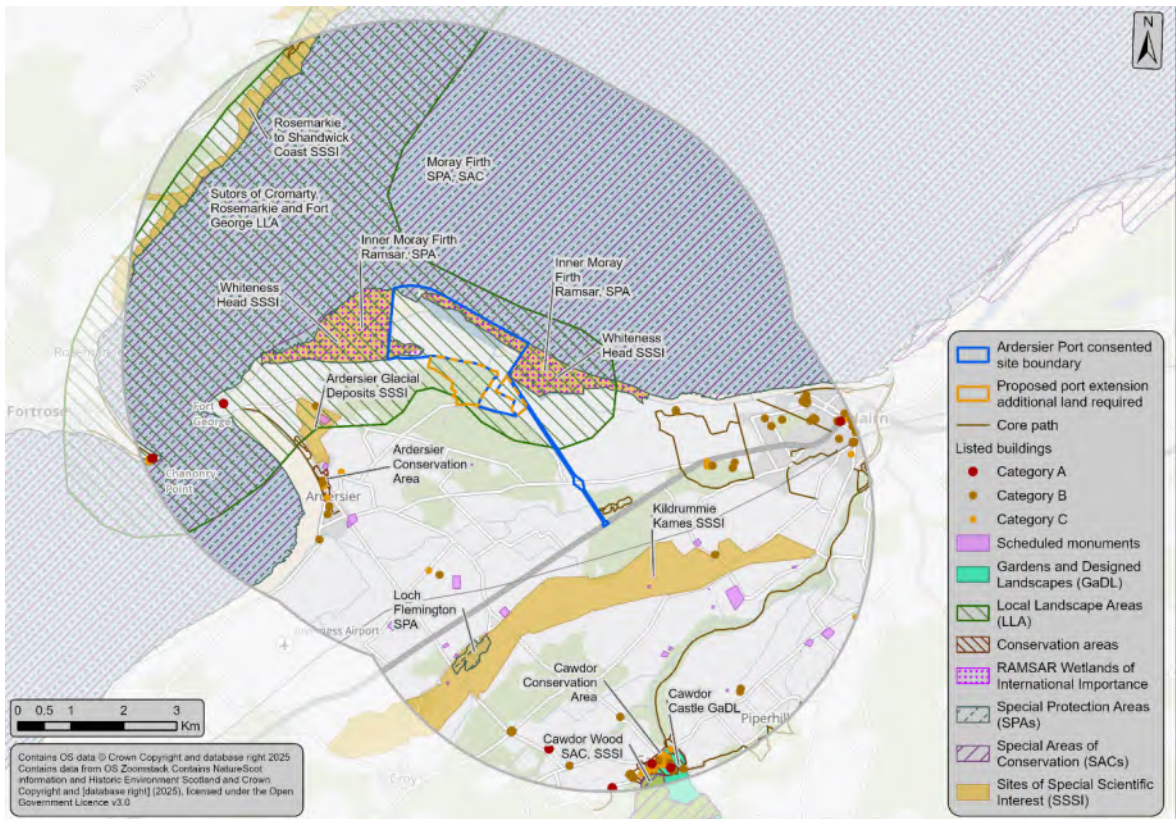 N
A832
Rosemarkie
to Shandwick
Coast SSSI
Moray Firth
SPA, SAC
Sutors of Cromarty,
Rosemarkie and Fort
George LLA
Inner Moray Firth
Ramsar, SPA
Inner Moray
Firth
Ramsar, SPA
Whiteness
Head SSSI
Whiteness
Head SSSI
Ardersier Glacial
Deposits SSSI
Fortrose
Fort
George
Chanonry
Point
Nairn
Ardersier
Conservation
Area
Ardersier
Kildrummie
Kames SSSI
Loch
Flemington
SPA
Inverness Airport
Cawdor
Conservation
Area
Cawdor
Castle GaDL
Piperhill
Cawdor Wood
SAC, SSSI
Croy
Ardersier Port consented
site boundary
Proposed port extension
additional land required
Core path
Listed buildings
Category A
Category B
Category C
Scheduled monuments
Gardens and Designed
Landscapes (GaDL)
Local Landscape Areas
(LLA)
Conservation areas
RAMSAR Wetlands of
International Importance
Special Protection Areas
(SPAs)
Special Areas of
Conservation (SACs)
Sites of Special Scientific
Interest (SSSI)
0 0.5 1 2 3
Km
Contains OS data © Crown Copyright and database right 2025
Contains data from OS Zoomstack Contains NatureScot
information and Historic Environment Scotland and Crown
Copyright and [database right] (2025), licensed under the Open
Government Licence v3.0